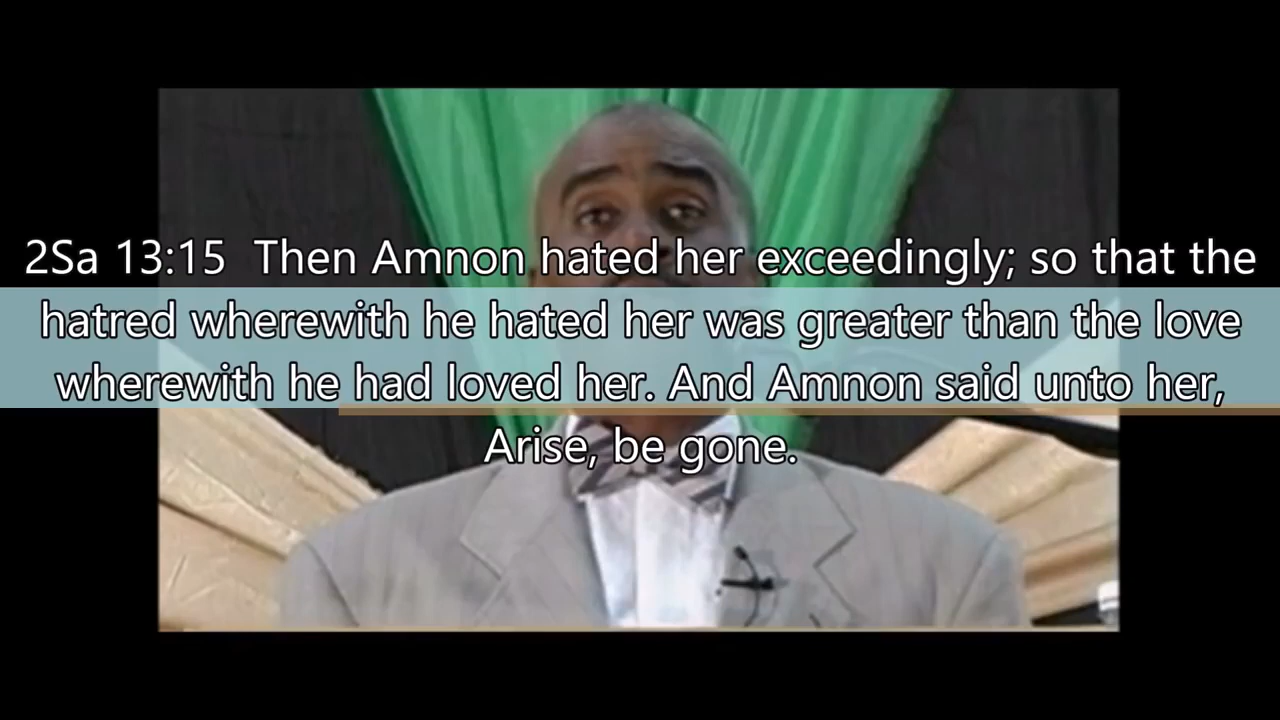 2Sa 13:15  Then Amnon hated her exceedingly; so that the
hatred wherewith he hated her was greater than the love
wherewith he had loved her. And Amnon said unto her,
Arise, be gone.